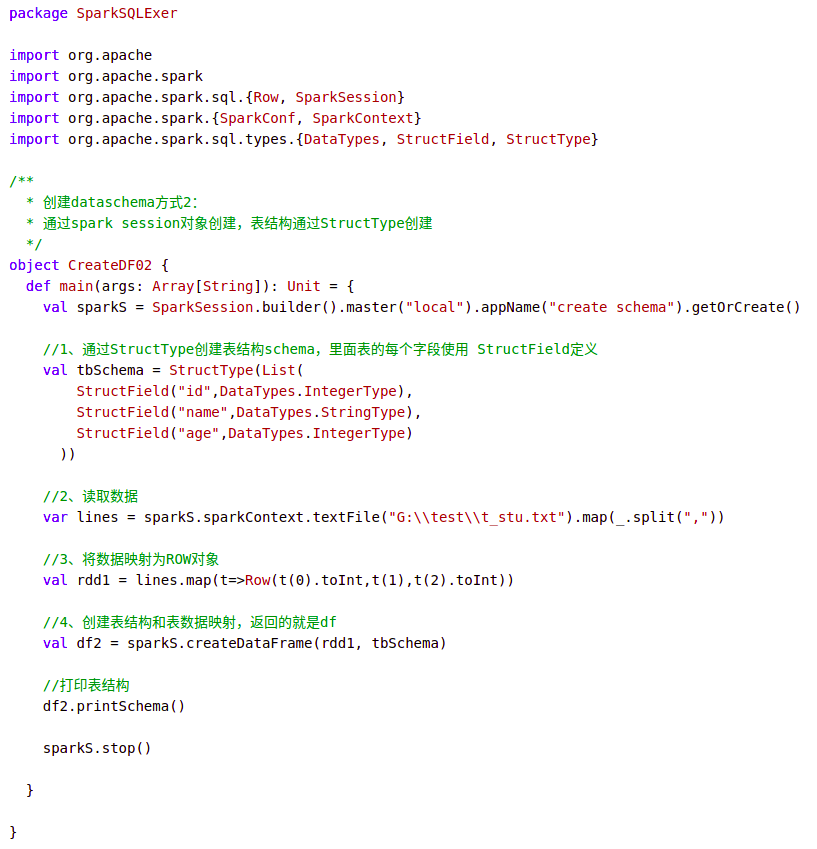 package SparkSQLExer
import org.apache
import org.apache.spark
import org.apache.spark.sql.{Row, SparkSession}
import org.apache.spark.{SparkConf, SparkContext}
import org.apache.spark.sql.types.{DataTypes, StructField, StructType}
/**
  * 创建dataschema方式2：
  * 通过spark session对象创建，表结构通过StructType创建
  */
object CreateDF02 {
  def main(args: Array[String]): Unit = {
    val sparkS = SparkSession.builder().master("local").appName("create schema").getOrCreate()
    //1、通过StructType创建表结构schema，里面表的每个字段使用 StructField定义
    val tbSchema = StructType(List(
        StructField("id",DataTypes.IntegerType),
        StructField("name",DataTypes.StringType),
        StructField("age",DataTypes.IntegerType)
      ))
    //2、读取数据
    var lines = sparkS.sparkContext.textFile("G:\\test\\t_stu.txt").map(_.split(","))
    //3、将数据映射为ROW对象
    val rdd1 = lines.map(t=>Row(t(0).toInt,t(1),t(2).toInt))
    //4、创建表结构和表数据映射，返回的就是df
    val df2 = sparkS.createDataFrame(rdd1, tbSchema)
    //打印表结构
    df2.printSchema()
    sparkS.stop()
  }
}